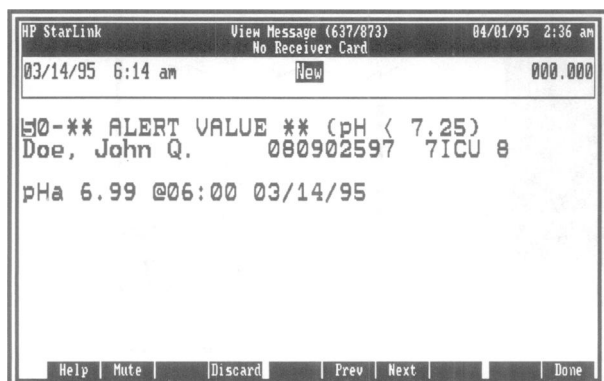 HP StarLink View Message (637/873) 04/01/95 2:36 am
No Receiver Card
03/14/95 6:14 am New 000.000
50-** ALERT VALUE ** (pH < 7.25)
Doe, John Q. 080902597 7ICU 8
pHa 6.99 @06:00 03/14/95
Help Mute Discard Prev Next Done